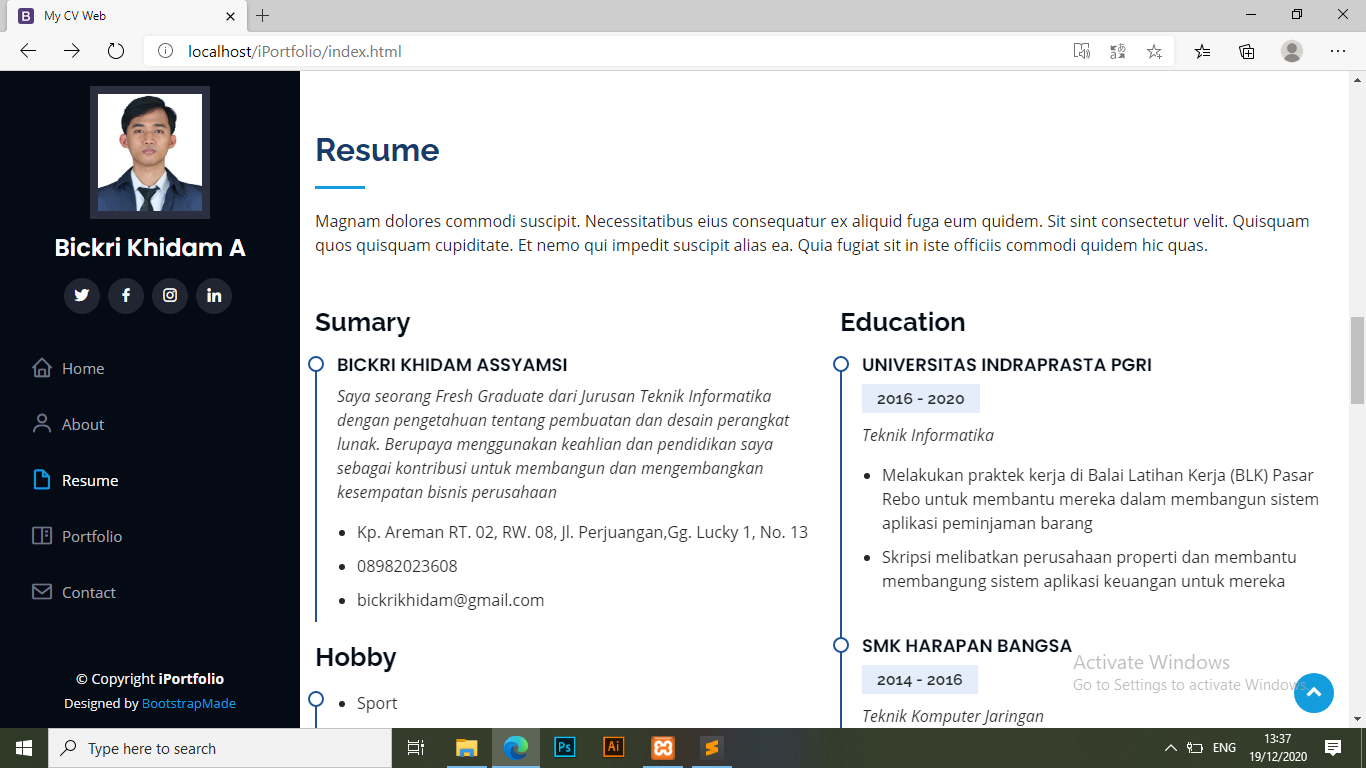 My CV Web
localhost/iPortfolio/index.html
Bickri Khidam A
Home
About
Resume
Portfolio
Contact
© Copyright iPortfolio
Designed by BootstrapMade
Resume
Magnam dolores commodi suscipit. Necessitatibus eius consequatur ex aliquid fuga eum quidem. Sit sint consectetur velit. Quisquam
quos quisquam cupiditate. Et nemo qui impedit suscipit alias ea. Quia fugiat sit in iste officiis commodi quidem hic quas.
Sumary
BICKRI KHIDAM ASSYAMSI
Saya seorang Fresh Graduate dari Jurusan Teknik Informatika
dengan pengetahuan tentang pembuatan dan desain perangkat
lunak. Berupaya menggunakan keahlian dan pendidikan saya
sebagai kontribusi untuk membangun dan mengembangkan
kesempatan bisnis perusahaan
Kp. Areman RT. 02, RW. 08, Jl. Perjuangan,Gg. Lucky 1, No. 13
08982023608
bickrikhidam@gmail.com
Hobby
Sport
Education
UNIVERSITAS INDRAPRASTA PGRI
2016 - 2020
Teknik Informatika
Melakukan praktek kerja di Balai Latihan Kerja (BLK) Pasar
Rebo untuk membantu mereka dalam membangun sistem
aplikasi peminjaman barang
Skripsi melibatkan perusahaan properti dan membantu
membangung sistem aplikasi keuangan untuk mereka
SMK HARAPAN BANGSA
2014 - 2016
Teknik Komputer Jaringan
Activate Windows
Go to Settings to activate Windows.
Type here to search
Ps
Ai
ENG
13:37
19/12/2020